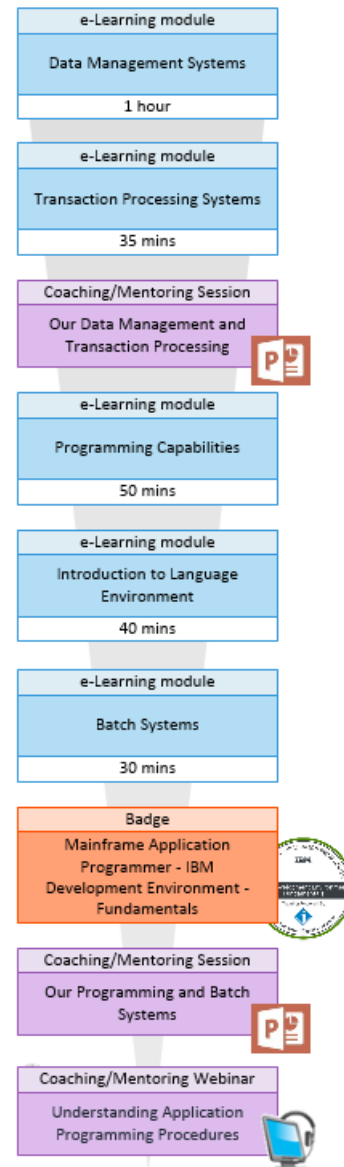 e-Learning module
Data Management Systems
1 hour
e-Learning module
Transaction Processing Systems
35 mins
Coaching/Mentoring Session
Our Data Management and
Transaction Processing
P
e-Learning module
Programming Capabilities
50 mins
e-Learning module
Introduction to Language
Environment
40 mins
e-Learning module
Batch Systems
30 mins
Badge
Mainframe Application
Programmer - IBM
Development Environment -
Fundamentals
IBM
Coaching/Mentoring Session
Our Programming and Batch
Systems
P
Coaching/Mentoring Webinar
Understanding Application
Programming Procedures